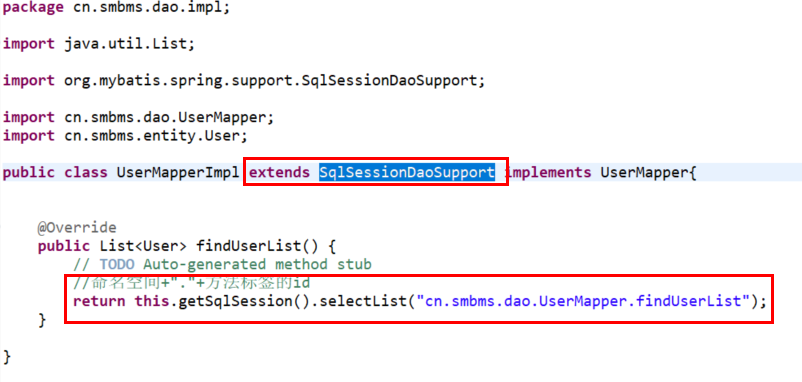 package cn.smbms.dao.impl;
import java.util.List;
import org.mybatis.spring.support.SqlSessionDaoSupport;
import cn.smbms.dao.UserMapper;
import cn.smbms.entity.User;
public class UserMapperImpl extends SqlSessionDaoSupport implements UserMapper{
@Override
public List<User> findUserList() {
// TODO Auto-generated method stub
//命名空间+"."+方法标签的id
return this.getSqlSession().selectList("cn.smbms.dao.UserMapper.findUserList");
}
}